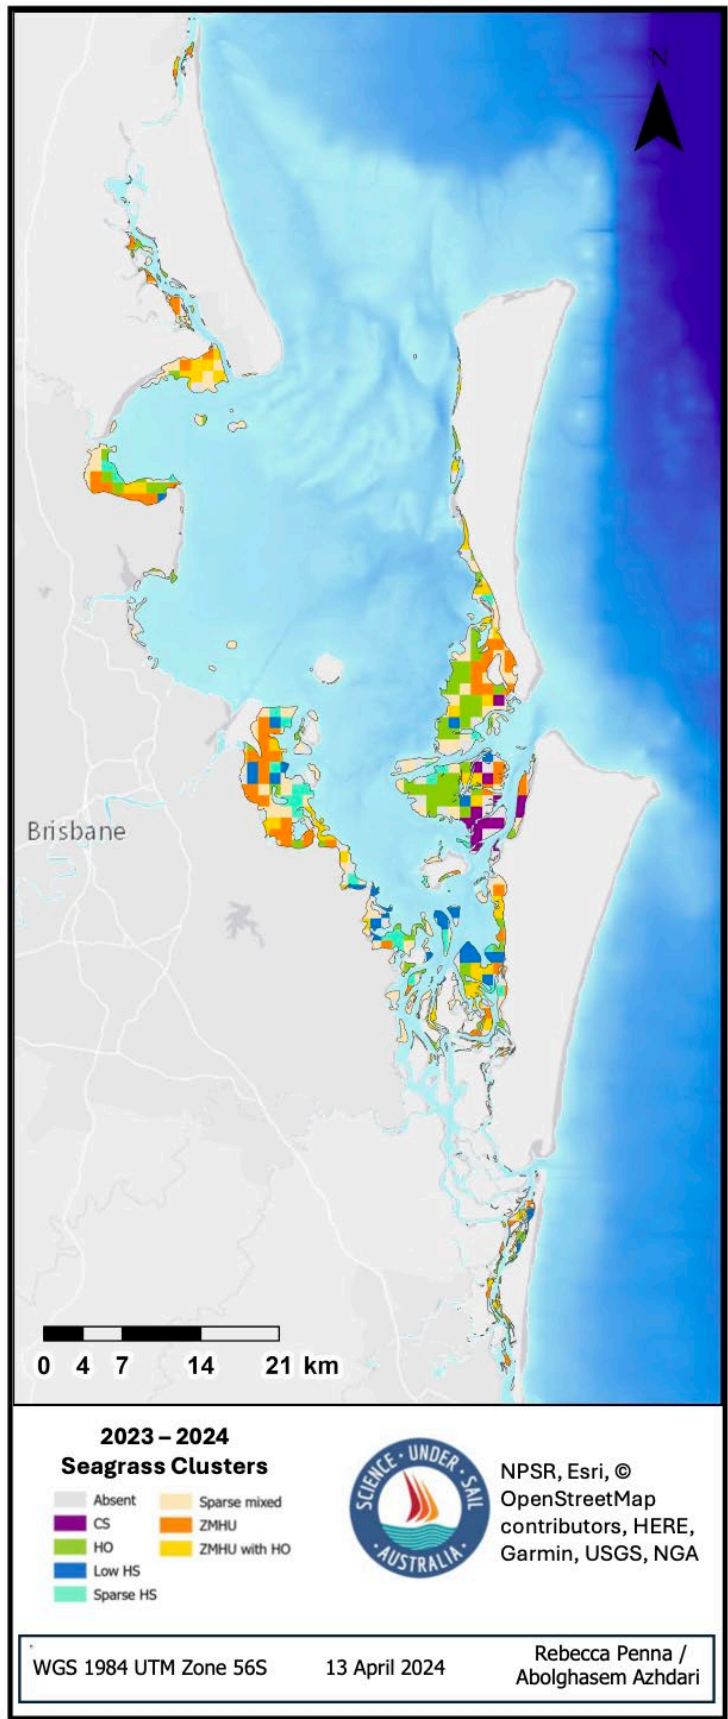 N
Brisbane
0 4 7 14 21 km
2023 – 2024
Seagrass Clusters
Absent
CS
HO
Low HS
Sparse HS
Sparse mixed
ZMHU
ZMHU with HO
SCIENCE · UNDER · SAIL
· AUSTRALIA ·
NPSR, Esri, ©
OpenStreetMap
contributors, HERE,
Garmin, USGS, NGA
WGS 1984 UTM Zone 56S
13 April 2024
Rebecca Penna /
Abolghasem Azhdari